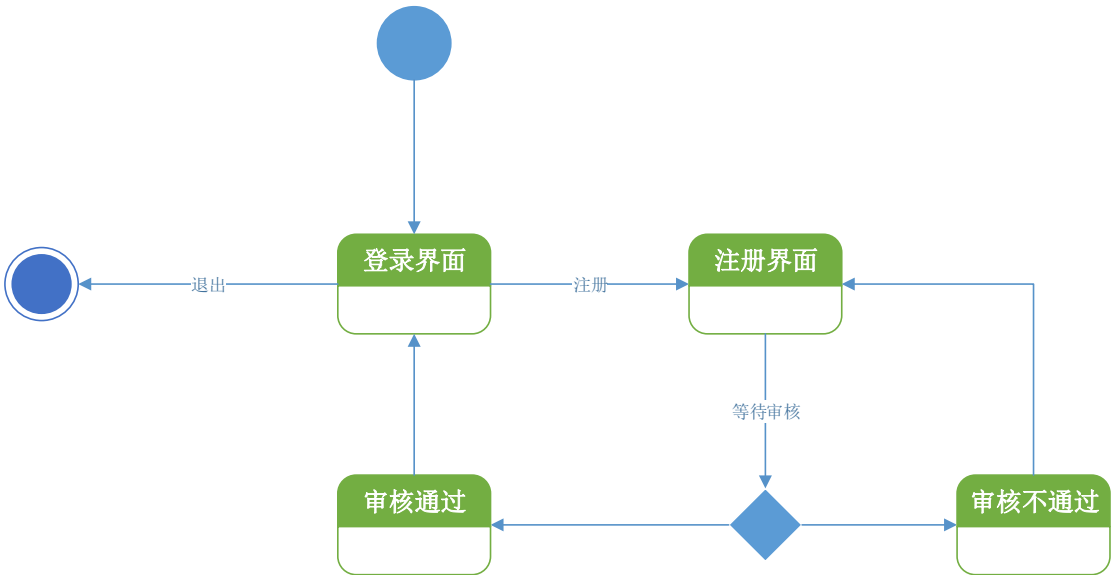 登录界面
注册界面
退出
注册
等待审核
审核通过
审核不通过